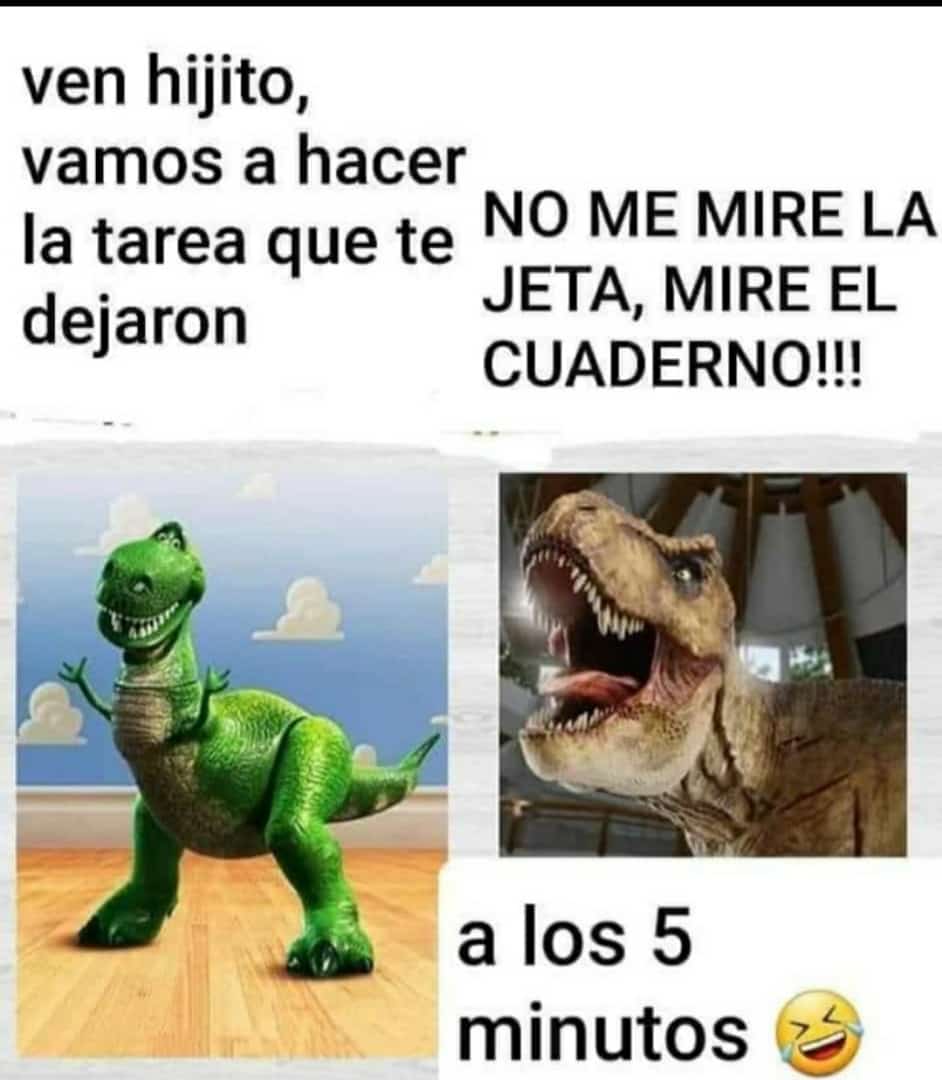 ven hijito,
vamos a hacer
la tarea que te
dejaron
NO ME MIRE LA
JETA, MIRE EL
CUADERNO!!!
a los 5
minutos 🤣